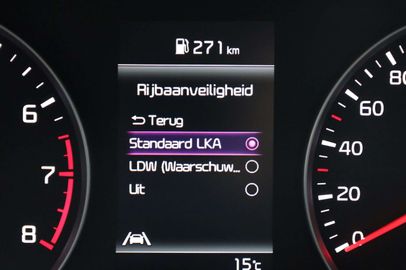 271 km
Rijbaanveiligheid
Terug
Standaard LKA
LDW (Waarschuw...
Uit
15°C
6
7
8
80
60
40
20
0